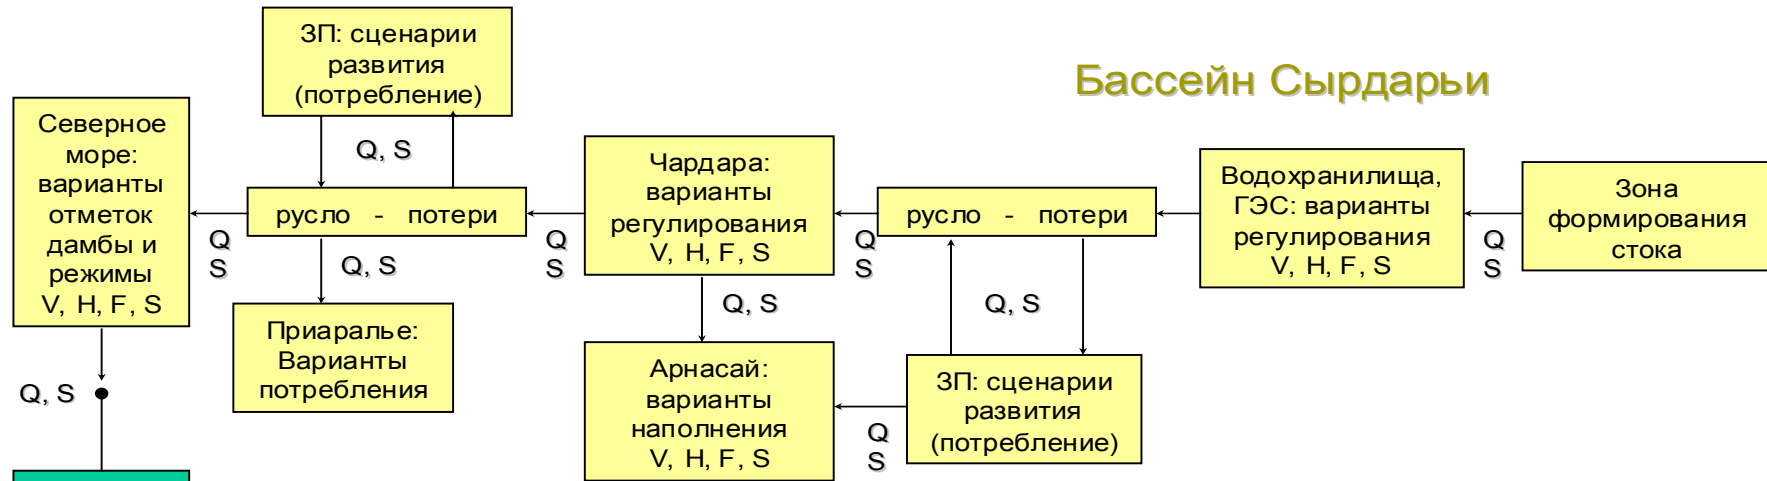 Бассейн Сырдарьи
ЗП: сценарии
развития
(потребление)
Северное
море:
варианты
отметок
дамбы и
режимы
V, H, F, S
Q, S
русло - потери
Q
S
Q, S
Приаралье:
Варианты
потребления
Q
S
Чардара:
варианты
регулирования
V, H, F, S
Q
S
русло - потери
Водохранилища,
ГЭС: варианты
регулирования
V, H, F, S
Q
S
Зона
формирования
стока
Q, S
Q, S
Арнасай:
варианты
наполнения
V, H, F, S
Q
S
ЗП: сценарии
развития
(потребление)
Q, S